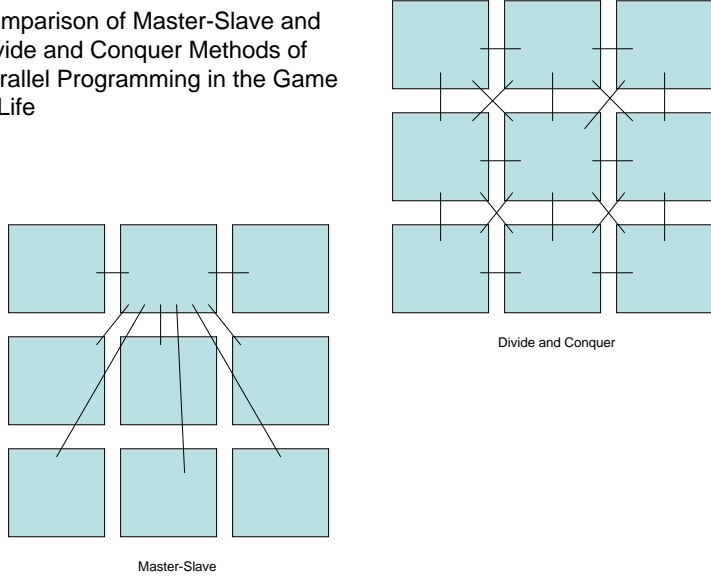 omparison of Master-Slave and
vide and Conquer Methods of
rallel Programming in the Game
Life
Divide and Conquer
Master-Slave